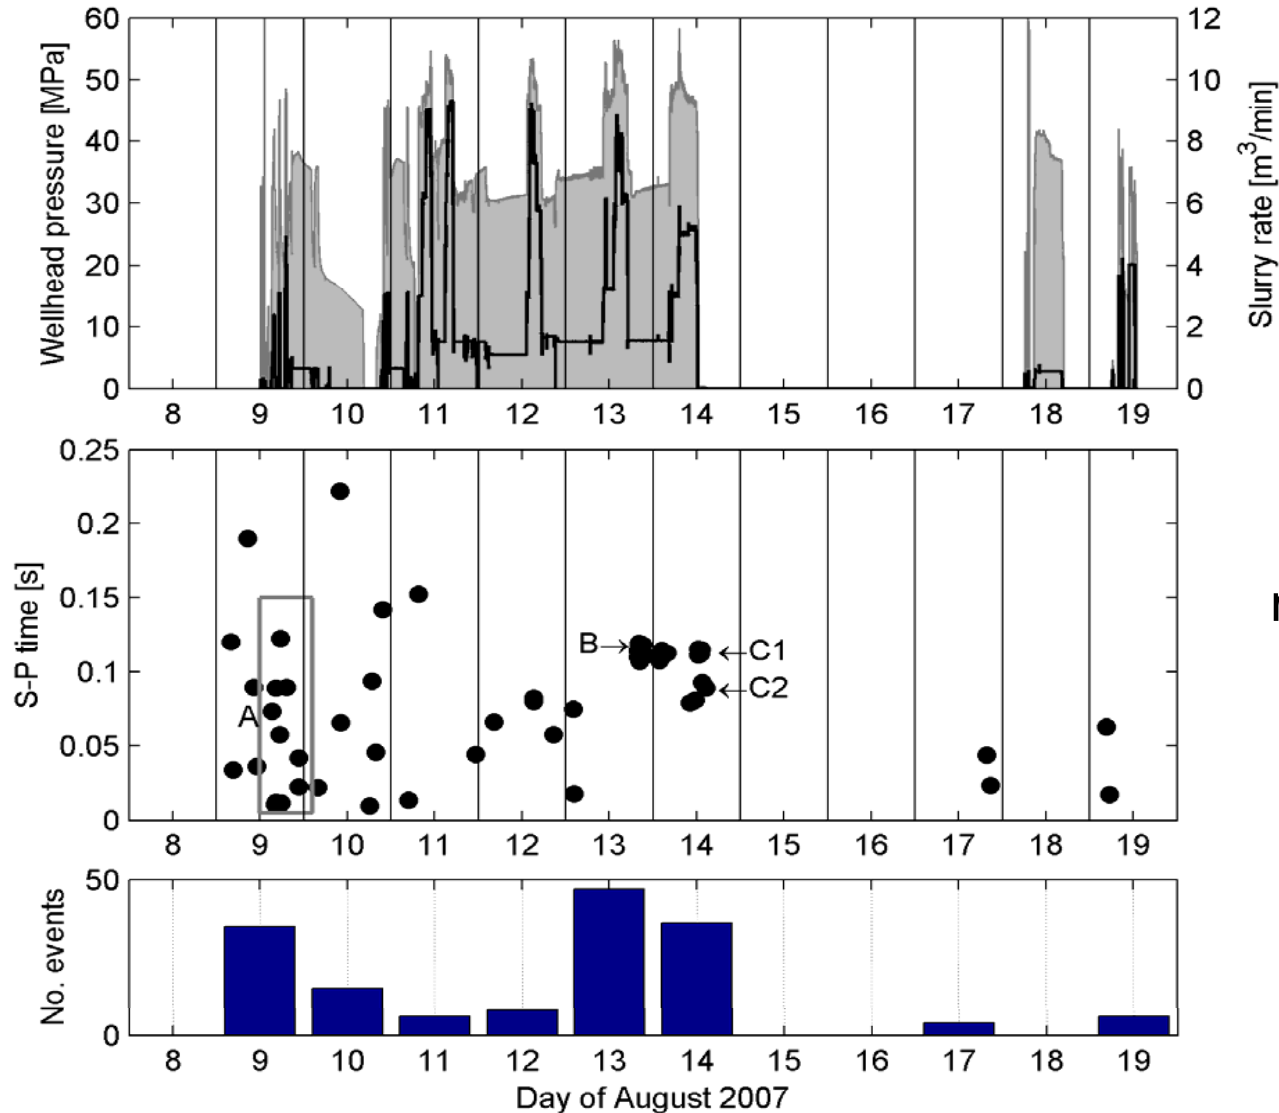 Wellhead pressure [MPa]
60
50
40
30
20
10
0
12
10
8
6
4
2
0
Slurry rate [m³/min]
8 9 10 11 12 13 14 15 16 17 18 19
S-P time [s]
0.25
0.2
0.15
0.1
0.05
0
A
B
C1
C2
8 9 10 11 12 13 14 15 16 17 18 19
No. events
50
0
8 9 10 11 12 13 14 15 16 17 18 19
Day of August 2007